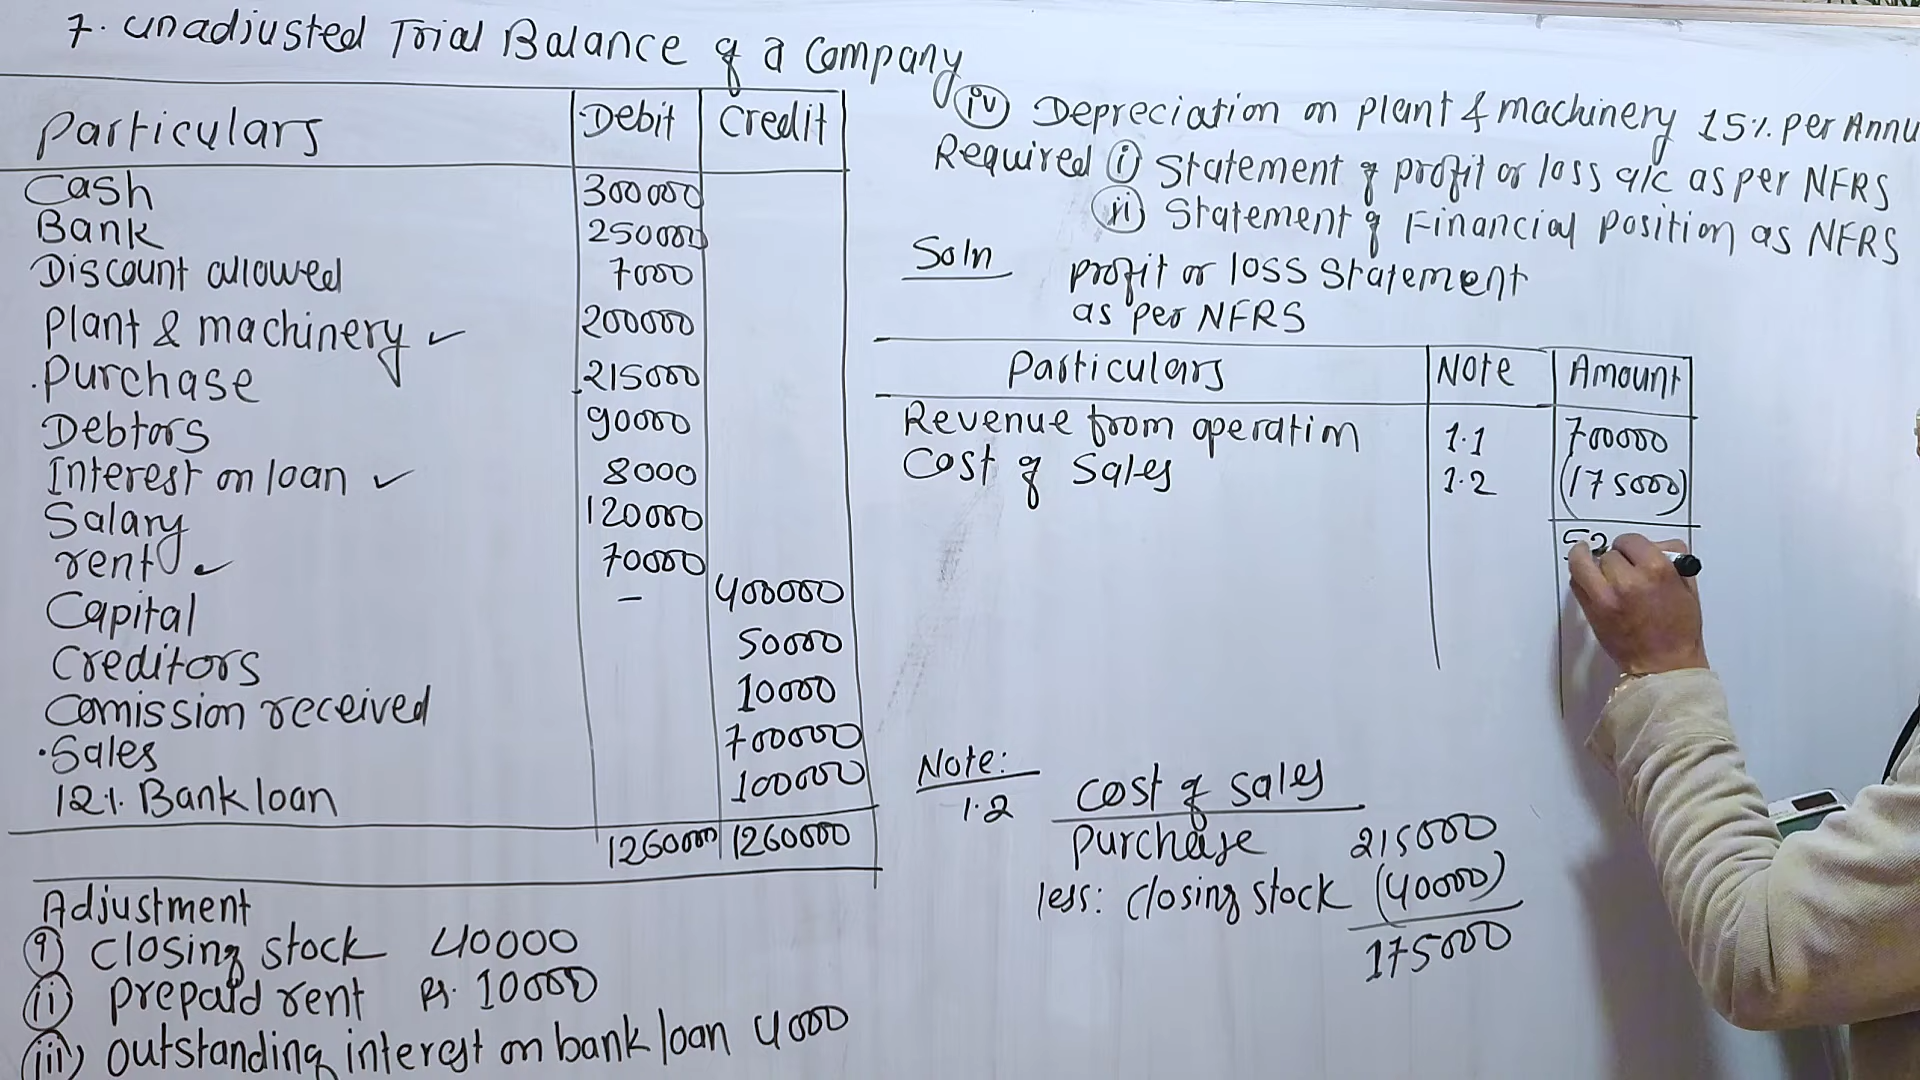 7. Unadjusted Trial Balance of a Company
Particulars Debit Credit
Cash 300000
Bank 250000
Discount allowed 7000
Plant & machinery ✓ 200000
.Purchase 215000
Debtors 90000
Interest on loan ✓ 8000
Salary 120000
rent ✓ 70000
Capital - 400000
Creditors 50000
Comission received 10000
.Sales 700000
12% Bank loan 100000
1260000 1260000
Adjustment
(i) Closing stock 40000
(ii) Prepaid rent Rs. 10000
(iii) outstanding interest on bank loan 4000
(iv) Depreciation on plant & machinery 15% per Annu
Required (i) Statement of profit or loss a/c as per NFRS
(ii) Statement of Financial Position as NFRS
Soln profit or loss Statement
as per NFRS
Particulars Note Amount
Revenue from operation 1.1 700000
Cost of Sales 1.2 (175000)
52
Note:
1.2 Cost of Sales
Purchase 215000
less: Closing stock (40000)
175000